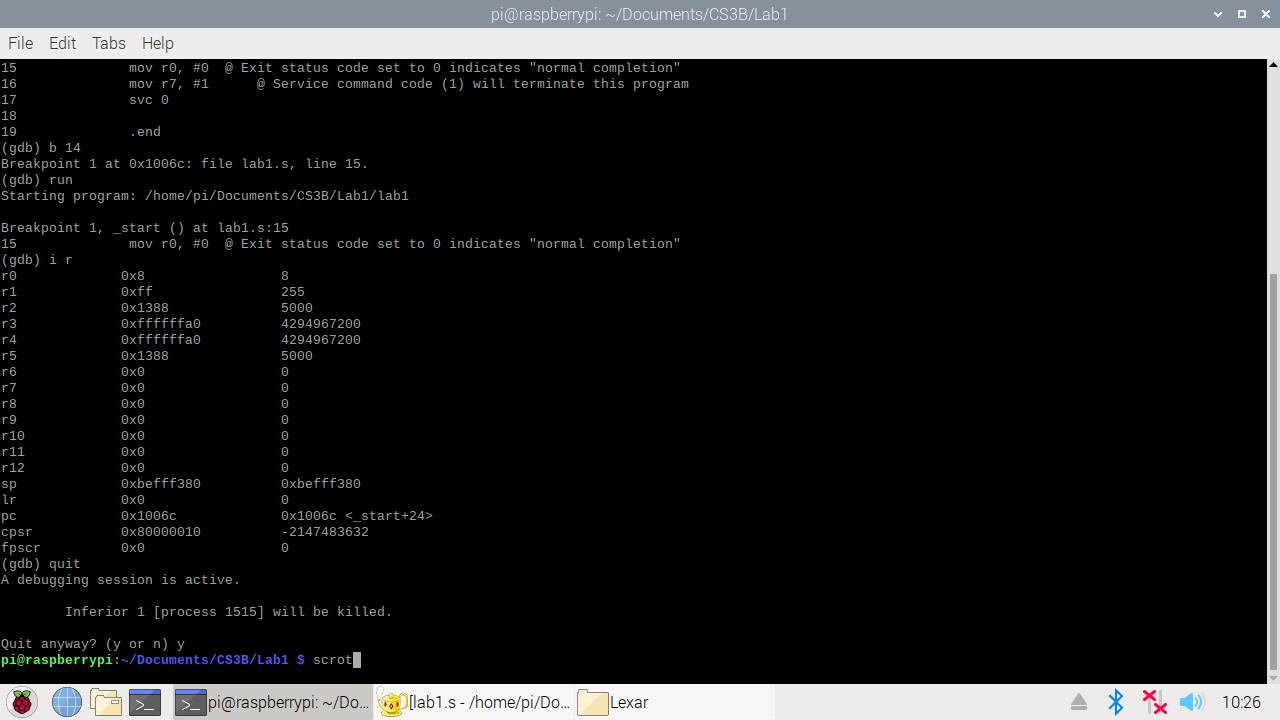 pi@raspberrypi: ~/Documents/CS3B/Lab1
File Edit Tabs Help
15              mov r0, #0  @ Exit status code set to 0 indicates "normal completion"
16              mov r7, #1      @ Service command code (1) will terminate this program
17              svc 0
18
19              .end
(gdb) b 14
Breakpoint 1 at 0x1006c: file lab1.s, line 15.
(gdb) run
Starting program: /home/pi/Documents/CS3B/Lab1/lab1
Breakpoint 1, _start () at lab1.s:15
15              mov r0, #0  @ Exit status code set to 0 indicates "normal completion"
(gdb) i r
r0             0x8                 8
r1             0xff                255
r2             0x1388              5000
r3             0xffffffa0          4294967200
r4             0xffffffa0          4294967200
r5             0x1388              5000
r6             0x0                 0
r7             0x0                 0
r8             0x0                 0
r9             0x0                 0
r10            0x0                 0
r11            0x0                 0
r12            0x0                 0
sp             0xbefff380          0xbefff380
lr             0x0                 0
pc             0x1006c             0x1006c <_start+24>
cpsr           0x80000010          -2147483632
fpscr          0x0                 0
(gdb) quit
A debugging session is active.
        Inferior 1 [process 1515] will be killed.
Quit anyway? (y or n) y
pi@raspberrypi:~/Documents/CS3B/Lab1 $ scrot
pi@raspberrypi: ~/Do... [lab1.s - /home/pi/Do... Lexar 10:26